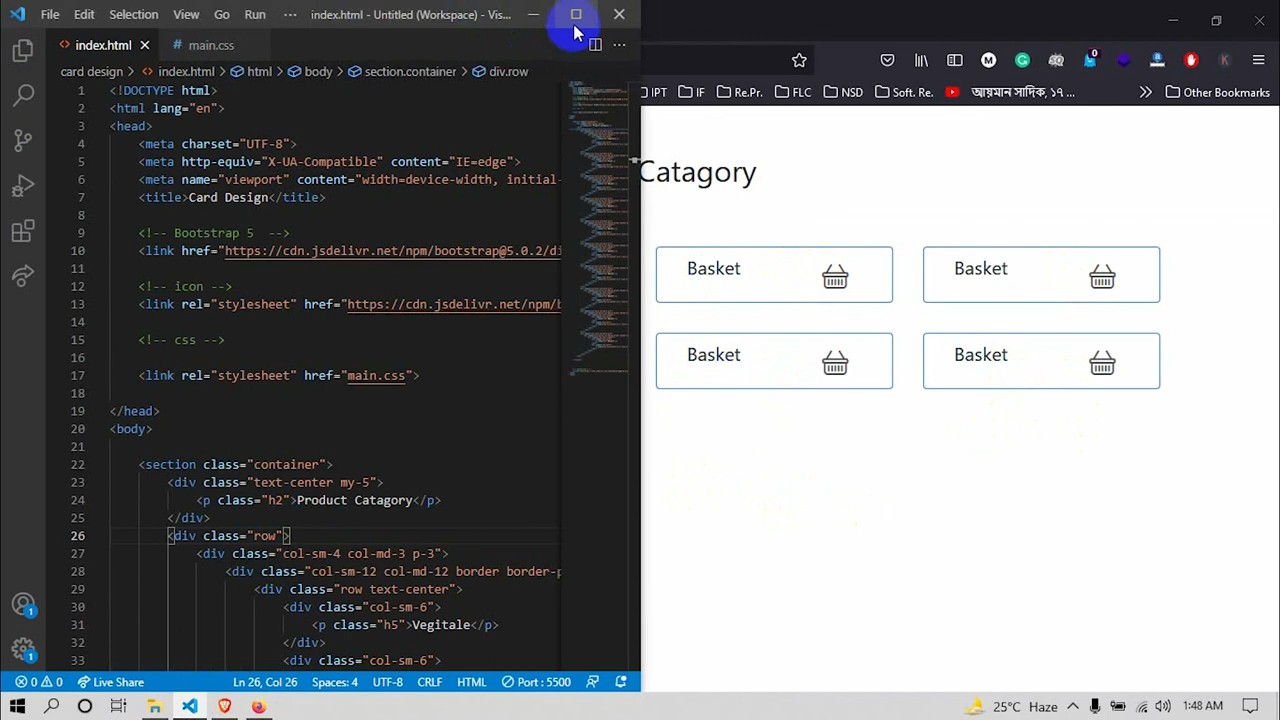 File Edit Selection View Go Run ··· index.html - Untitled (Workspace) - Vis...
index.html main.css
card design index.html html body section.container div.row
1 <!DOCTYPE html>
2 <html lang="en">
3 <head>
4 <meta charset="UTF-8">
5 <meta http-equiv="X-UA-Compatible" content="IE=edge">
6 <meta name="viewport" content="width=device-width, initial-
7 <title>Card Design</title>
8
9 <!-- Bootstrap 5 -->
10 <link href="https://cdn.jsdelivr.net/npm/bootstrap@5.0.2/di
11
12 <!-- icon -->
13 <link rel="stylesheet" href="https://cdn.jsdelivr.net/npm/b
14
15
16
17 <link rel="stylesheet" href="main.css">
18
19 </head>
20 <body>
21
22 <section class="container">
23 <div class="text-center my-5">
24 <p class="h2">Product Catagory</p>
25 </div>
26 <div class="row">
27 <div class="col-sm-4 col-md-3 p-3">
28 <div class="col-sm-12 col-md-12 border border-p
29 <div class="row text-center">
30 <div class="col-sm-6">
31 <p class="h5">Vegitale</p>
32 </div>
33 <div class="col-sm-6">
0 0 Live Share Ln 26, Col 26 Spaces: 4 UTF-8 CRLF HTML Port : 5500
IPT IF Re.Pr. FLC NSU Soft. Re. Other Bookmarks
Catagory
Basket Basket
Basket Basket
25°C Haze 1:48 AM